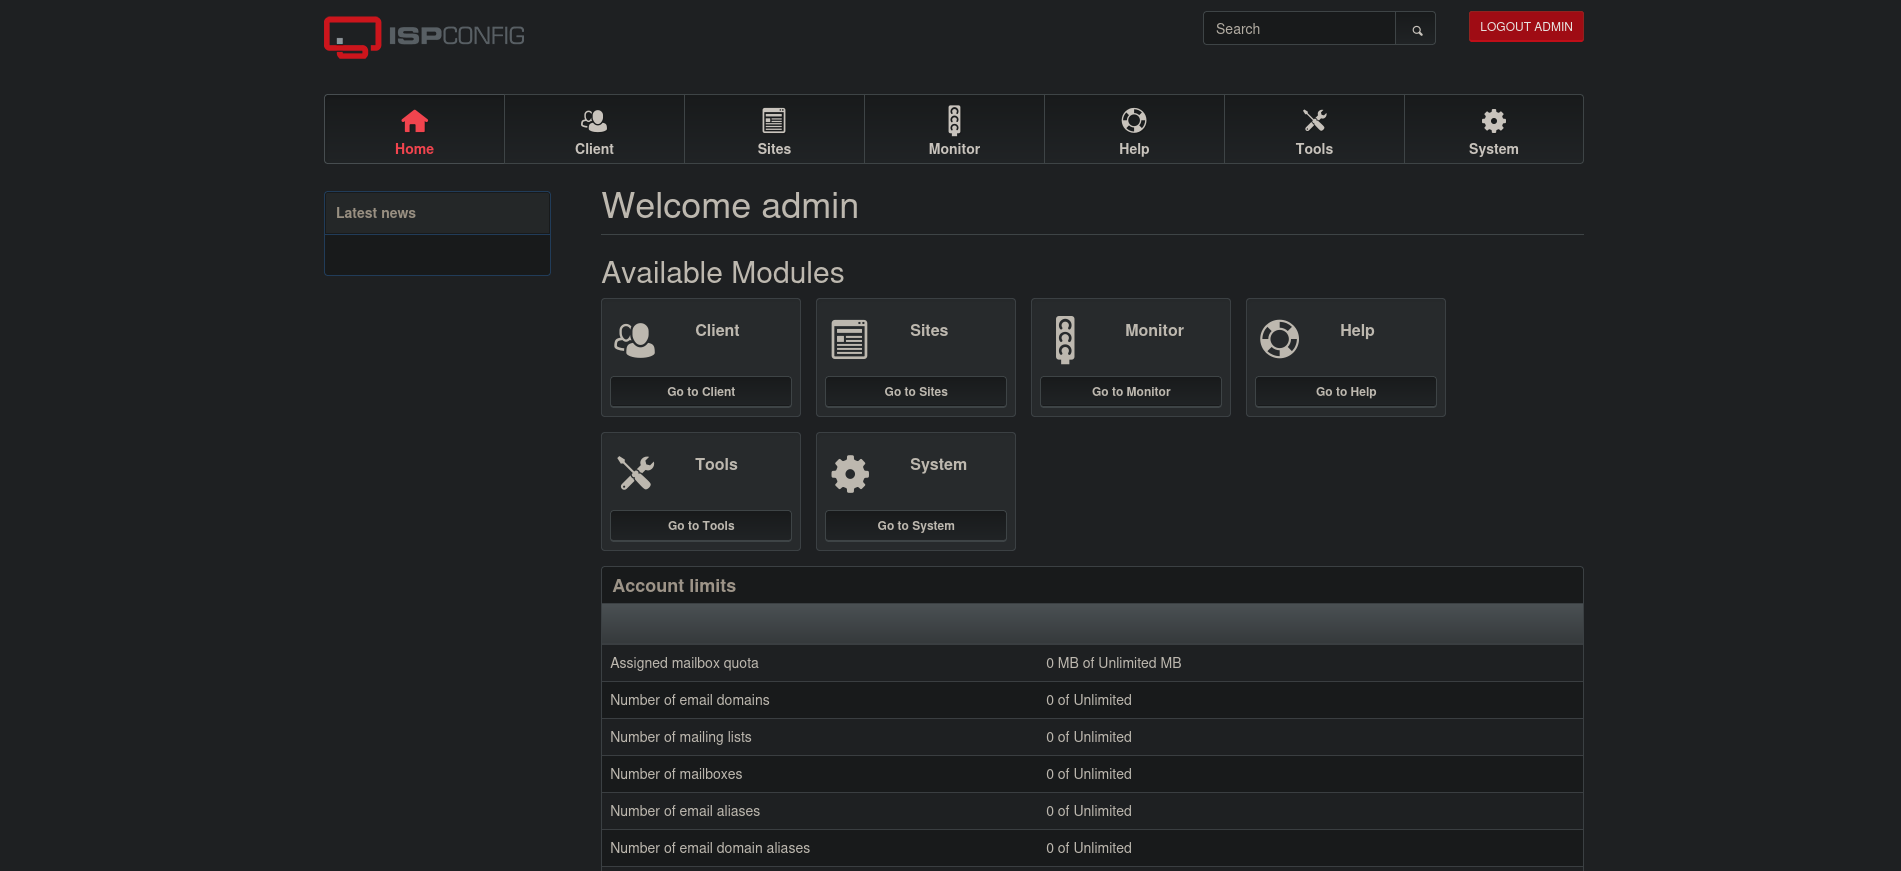 ISPCONFIG
Search
LOGOUT ADMIN
Home
Client
Sites
Monitor
Help
Tools
System
Latest news
Welcome admin
Available Modules
Client
Go to Client
Sites
Go to Sites
Monitor
Go to Monitor
Help
Go to Help
Tools
Go to Tools
System
Go to System
Account limits
Assigned mailbox quota 0 MB of Unlimited MB
Number of email domains 0 of Unlimited
Number of mailing lists 0 of Unlimited
Number of mailboxes 0 of Unlimited
Number of email aliases 0 of Unlimited
Number of email domain aliases 0 of Unlimited